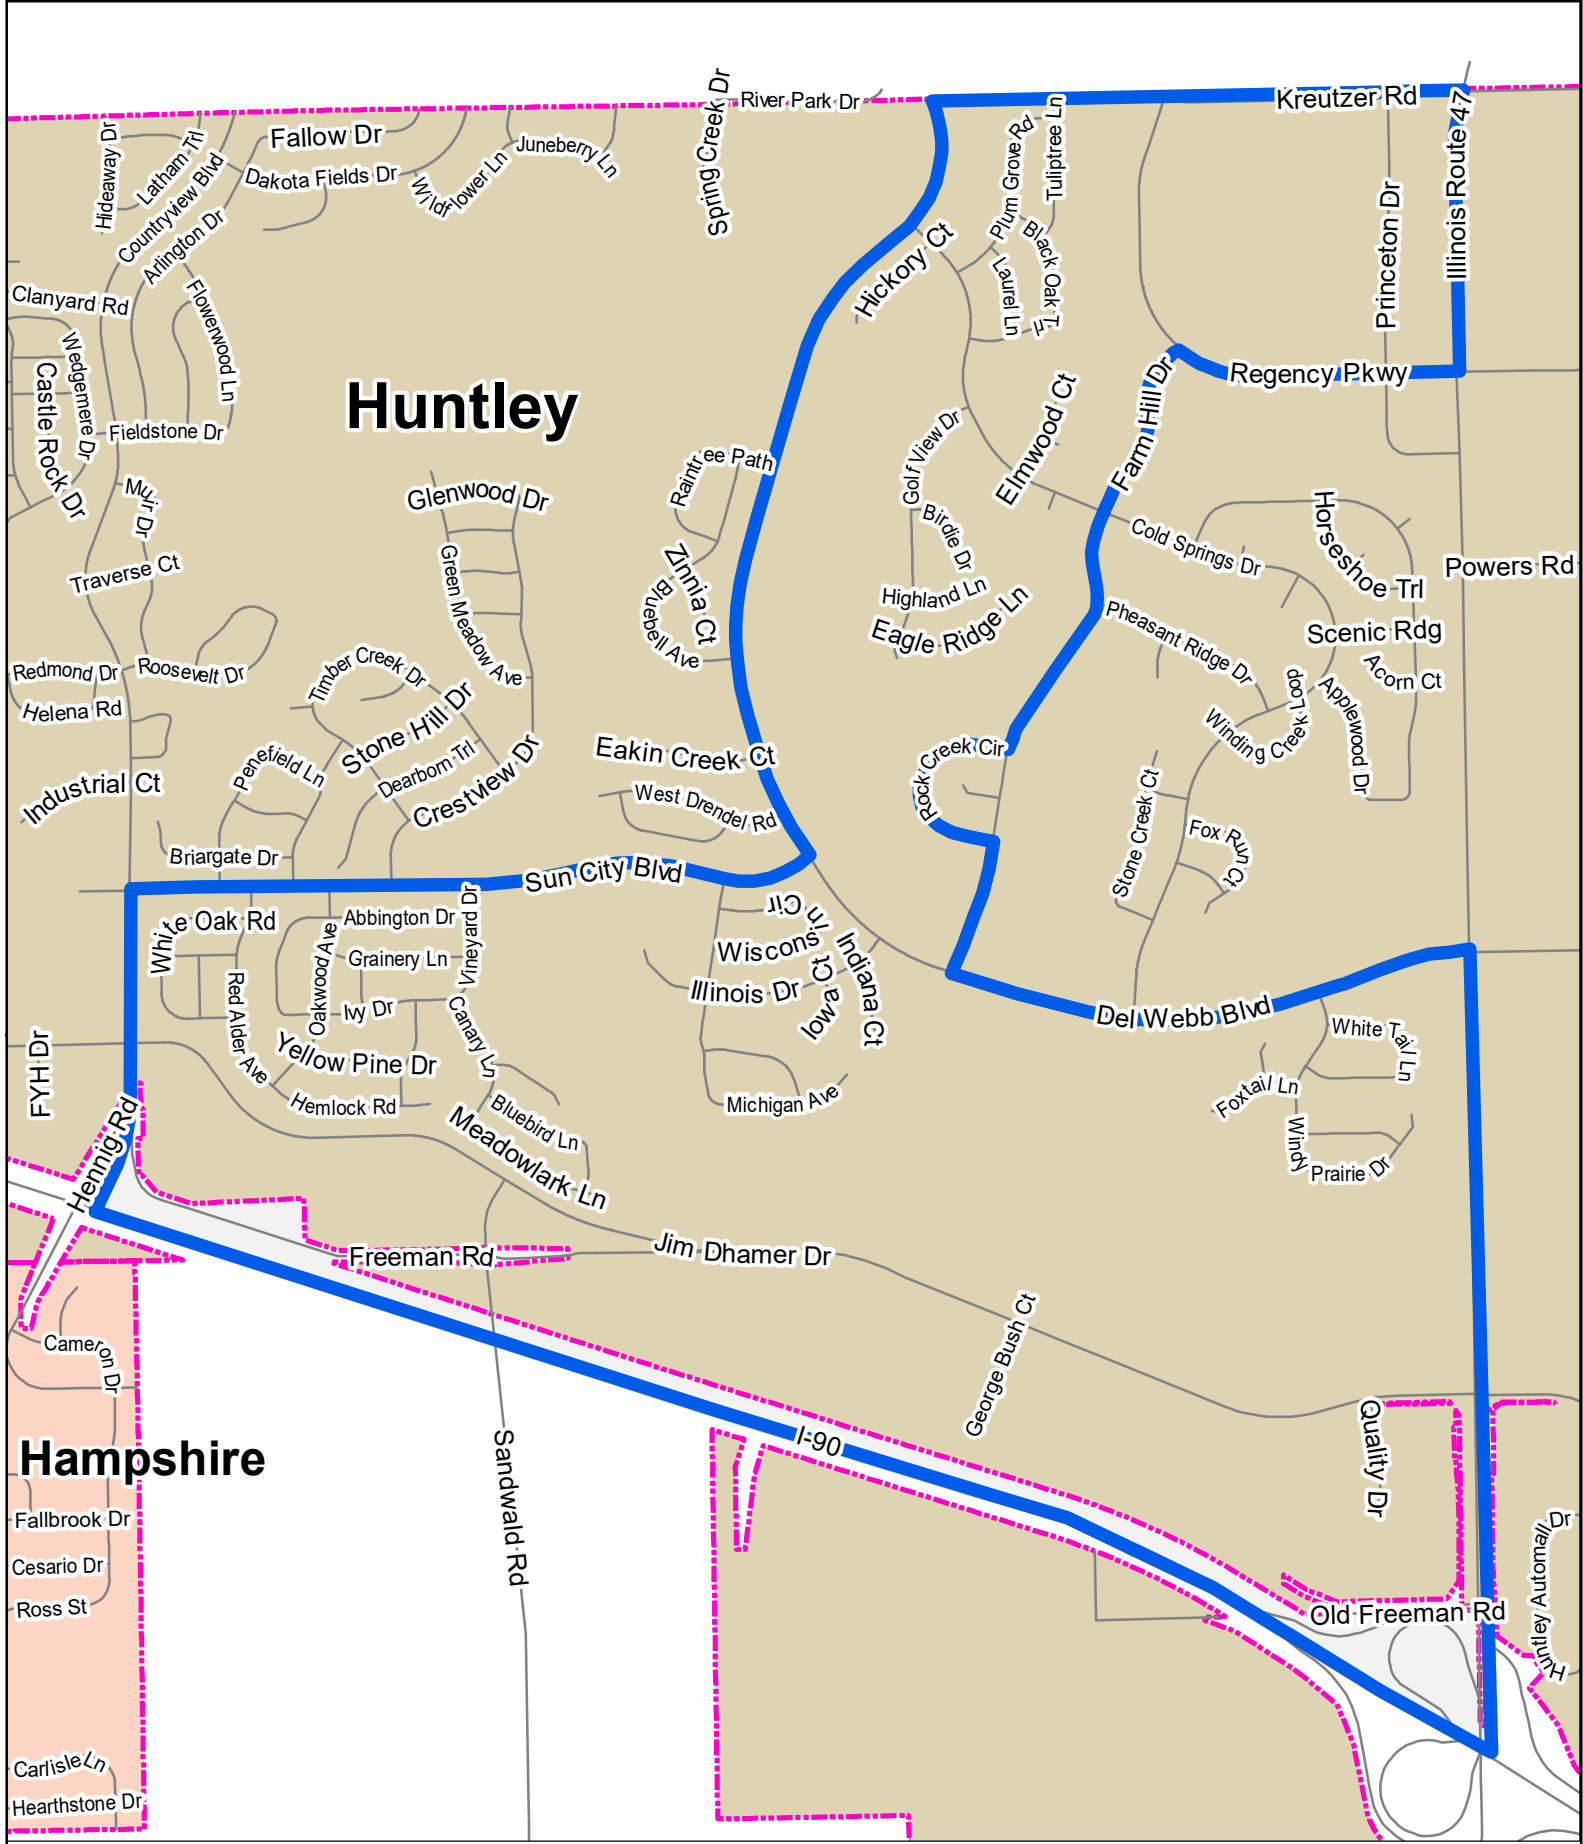 River Park Dr
Kreutzer Rd
Spring Creek Dr
Hideaway Dr
Latham Trl
Fallow Dr
Juneberry Ln
Dakota Fields Dr
Wildflower Ln
Countryview Blvd
Arlington Dr
Plum Grove Rd
Tuliptree Ln
Illinois Route 47
Princeton Dr
Hickory Ct
Black Oak Trl
Laurel Ln
Clanyard Rd
Flowerwood Ln
Wedgemere Dr
Castle Rock Dr
Fieldstone Dr
Huntley
Regency Pkwy
Farm Hill Dr
Elmwood Ct
Golf View Dr
Raintree Path
Glenwood Dr
Muir Dr
Birdie Dr
Cold Springs Dr
Horseshoe Trl
Powers Rd
Traverse Ct
Green Meadow Ave
Zinnia Ct
Bluebell Ave
Highland Ln
Eagle Ridge Ln
Pheasant Ridge Dr
Scenic Rdg
Acorn Ct
Redmond Dr
Roosevelt Dr
Timber Creek Dr
Helena Rd
Stone Hill Dr
Winding Creek Loop
Applewood Dr
Penefield Ln
Dearborn Trl
Crestview Dr
Eakin Creek Ct
Rock Creek Cir
Industrial Ct
West Drendel Rd
Stone Creek Ct
Fox Run Ct
Briargate Dr
Sun City Blvd
White Oak Rd
Abbington Dr
Vineyard Dr
Oakwood Ave
Grainery Ln
Wisconsin Cir
Indiana Ct
Iowa Ct
Illinois Dr
Red Alder Ave
Ivy Dr
Canary Ln
Del Webb Blvd
White Tail Ln
FYH Dr
Yellow Pine Dr
Hemlock Rd
Bluebird Ln
Michigan Ave
Foxtail Ln
Windy Prairie Dr
Hennig Rd
Meadowlark Ln
Freeman Rd
Jim Dhamer Dr
George Bush Ct
Cameron Dr
I-90
Quality Dr
Hampshire
Sandwald Rd
Fallbrook Dr
Cesario Dr
Ross St
Old Freeman Rd
Huntley Automall Dr
Carlisle Ln
Hearthstone Dr